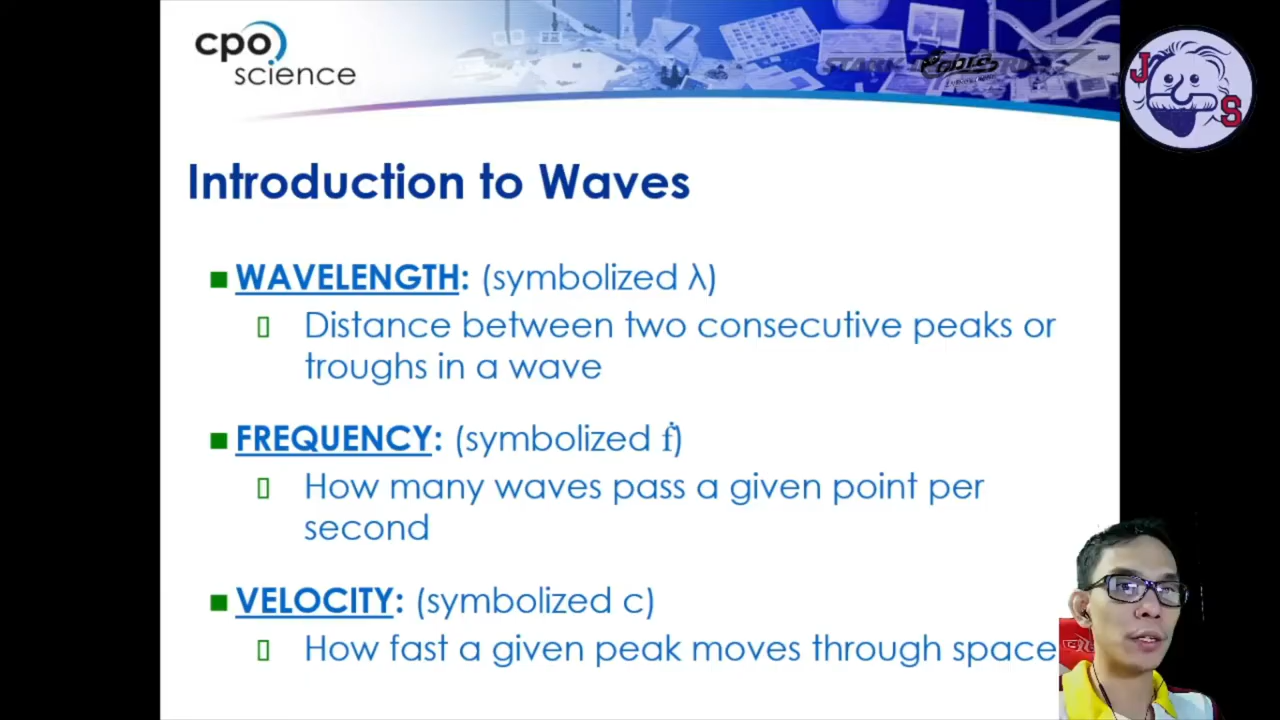 cpo
science
J
S
Introduction to Waves
WAVELENGTH: (symbolized λ)
Distance between two consecutive peaks or
troughs in a wave
FREQUENCY: (symbolized f)
How many waves pass a given point per
second
VELOCITY: (symbolized c)
How fast a given peak moves through space